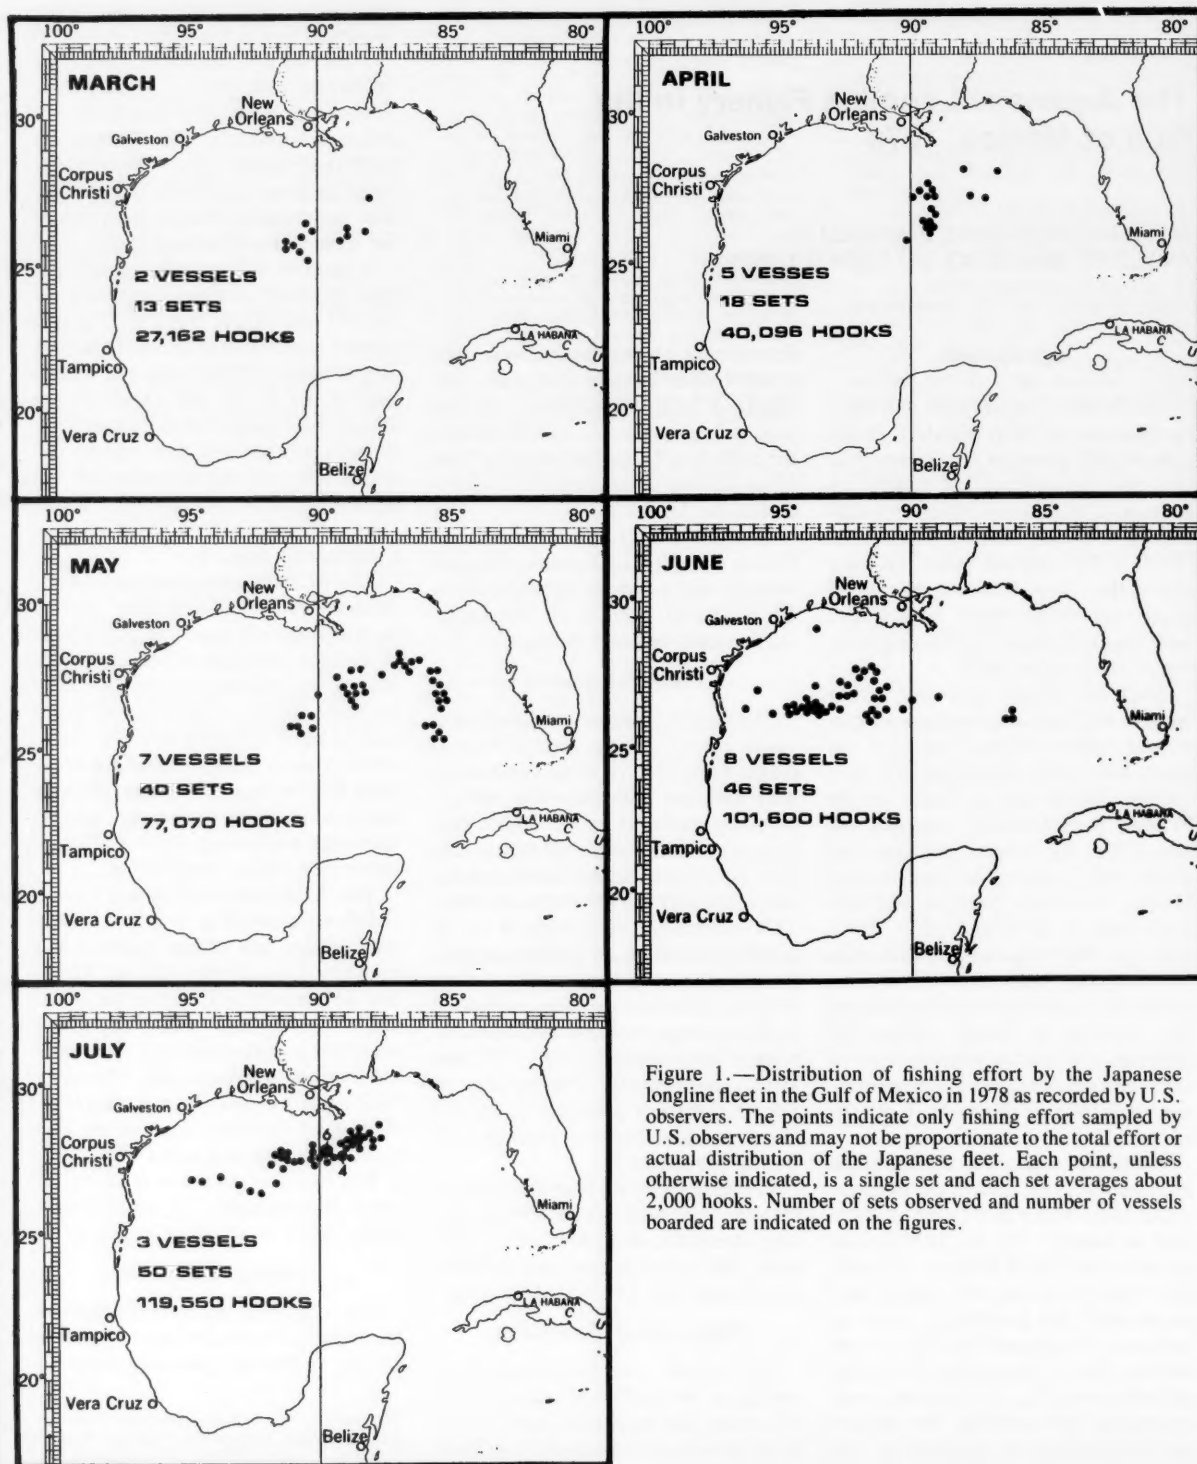 100° 95° 90° 85° 80°
MARCH
New
Orleans
30°
Galveston
Corpus
Christi
Miami
25°
2 VESSELS
13 SETS
27,162 HOOKS
LA HABANA
C
U
Tampico
20°
Vera Cruz
Belize
100° 95° 90° 85° 80°
APRIL
New
Orleans
30°
Galveston
Corpus
Christi
Miami
25°
5 VESSES
18 SETS
40,096 HOOKS
LA HABANA
C
U
Tampico
20°
Vera Cruz
Belize
100° 95° 90° 85° 80°
MAY
New
Orleans
30°
Galveston
Corpus
Christi
Miami
25°
7 VESSELS
40 SETS
77,070 HOOKS
LA HABANA
C
U
Tampico
20°
Vera Cruz
Belize
100° 95° 90° 85° 80°
JUNE
New
Orleans
30°
Galveston
Corpus
Christi
Miami
25°
8 VESSELS
46 SETS
101,600 HOOKS
LA HABANA
C
U
Tampico
20°
Vera Cruz
Belize
100° 95° 90° 85° 80°
JULY
New
Orleans
30°
Galveston
Corpus
Christi
6
4
Miami
25°
3 VESSELS
50 SETS
119,550 HOOKS
LA HABANA
C
U
Tampico
20°
Vera Cruz
Belize
Figure 1.—Distribution of fishing effort by the Japanese
longline fleet in the Gulf of Mexico in 1978 as recorded by U.S.
observers. The points indicate only fishing effort sampled by
U.S. observers and may not be proportionate to the total effort or
actual distribution of the Japanese fleet. Each point, unless
otherwise indicated, is a single set and each set averages about
2,000 hooks. Number of sets observed and number of vessels
boarded are indicated on the figures.